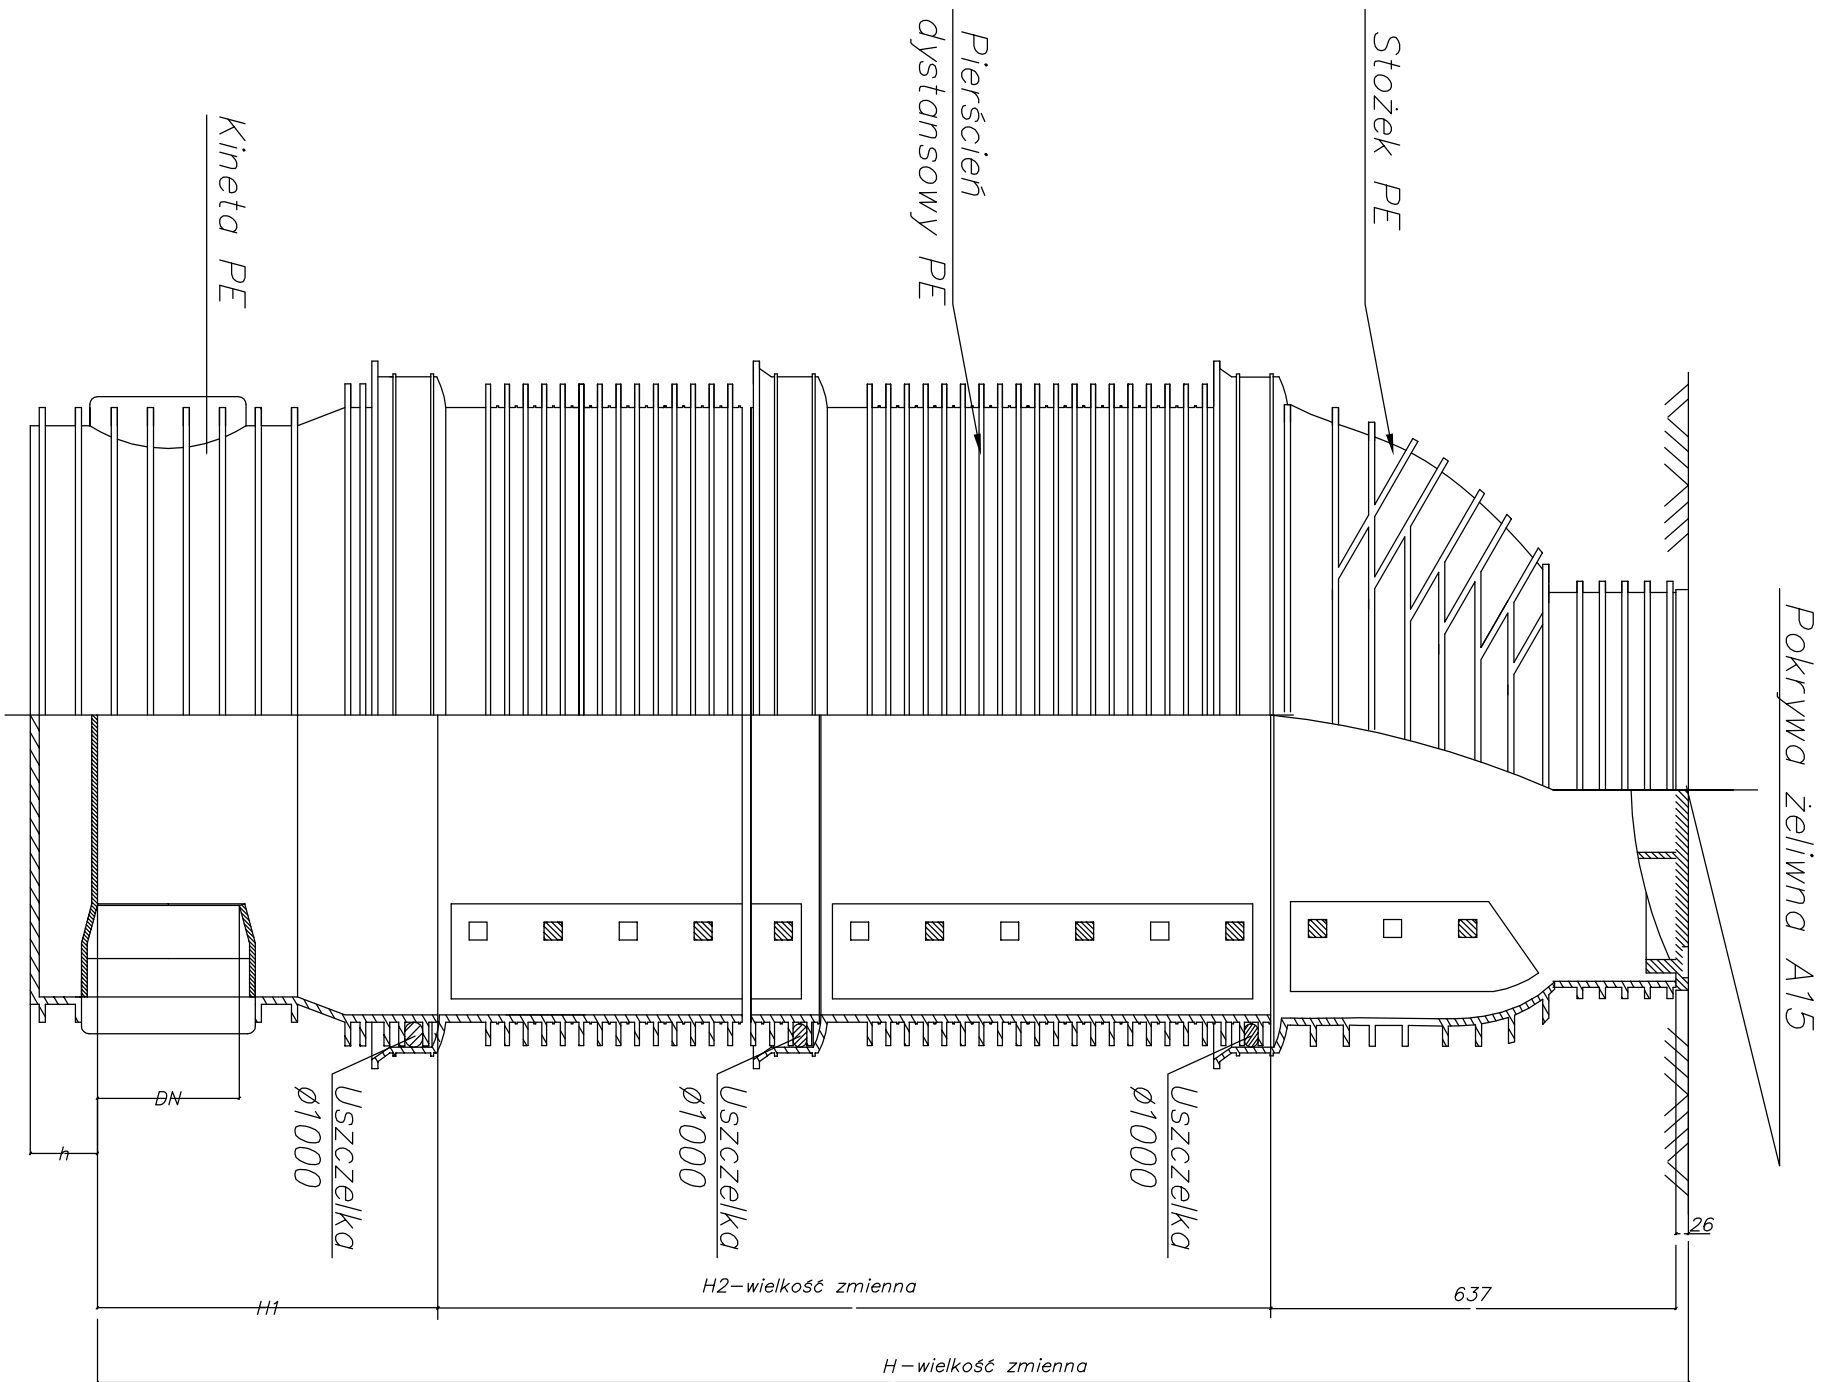 Pokrywa żeliwna A15
Stożek PE
Pierścień
dystansowy PE
Kineta PE
Uszczelka
ø1000
Uszczelka
ø1000
Uszczelka
ø1000
DN
h
26
H1
H2-wielkość zmienna
637
H-wielkość zmienna